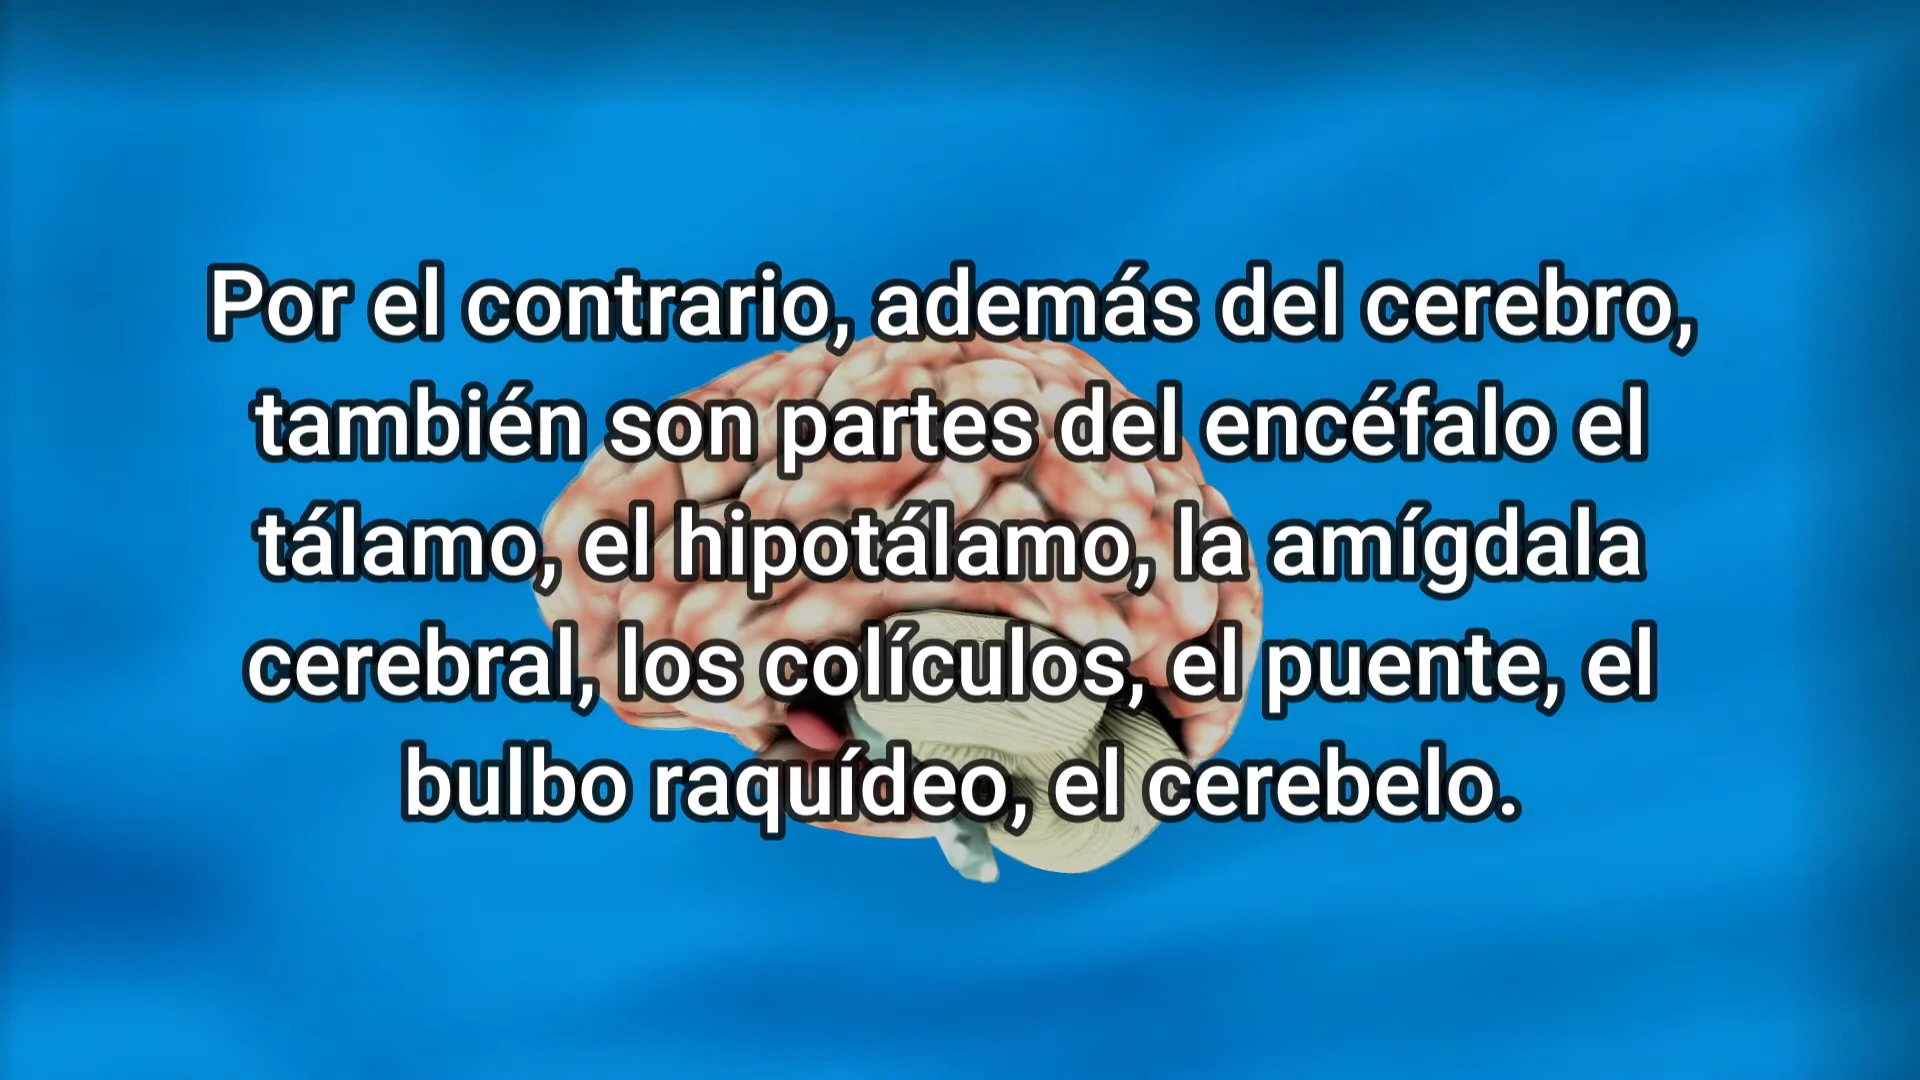 Por el contrario, además del cerebro,
también son partes del encéfalo el
tálamo, el hipotálamo, la amígdala
cerebral, los colículos, el puente, el
bulbo raquídeo, el cerebelo.